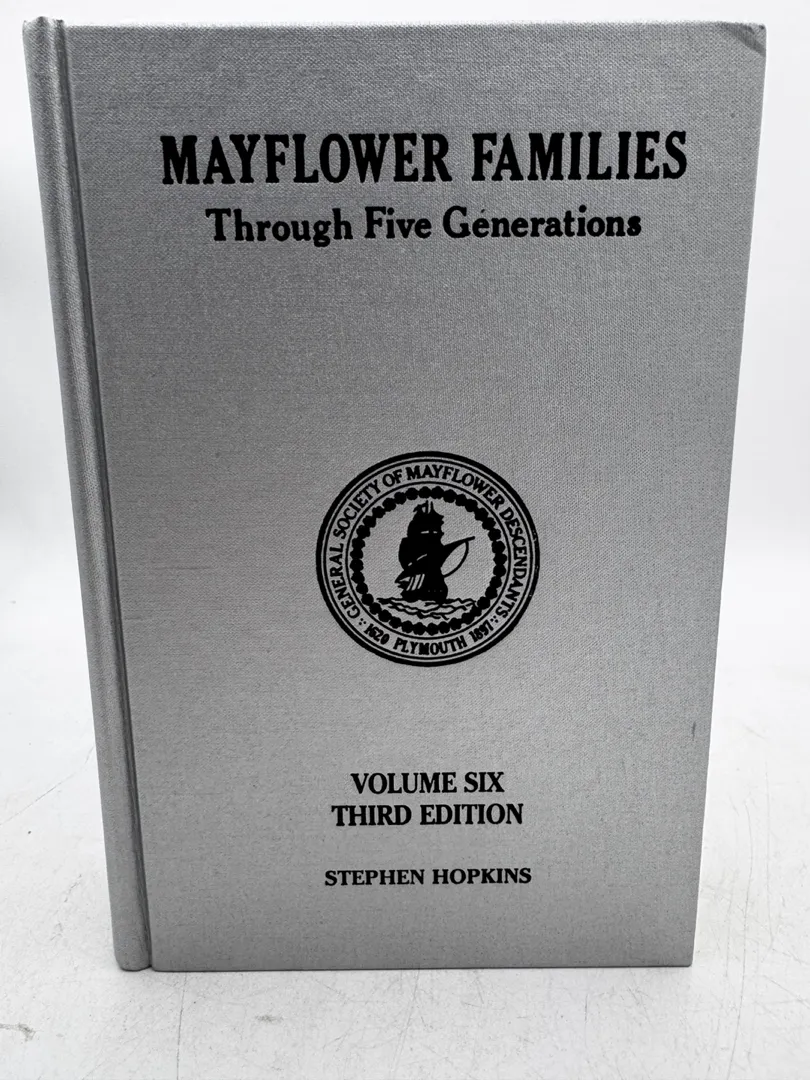 MAYFLOWER FAMILIES
Through Five Generations
GENERAL SOCIETY OF MAYFLOWER DESCENDANTS
1620 PLYMOUTH 1897
VOLUME SIX
THIRD EDITION
STEPHEN HOPKINS